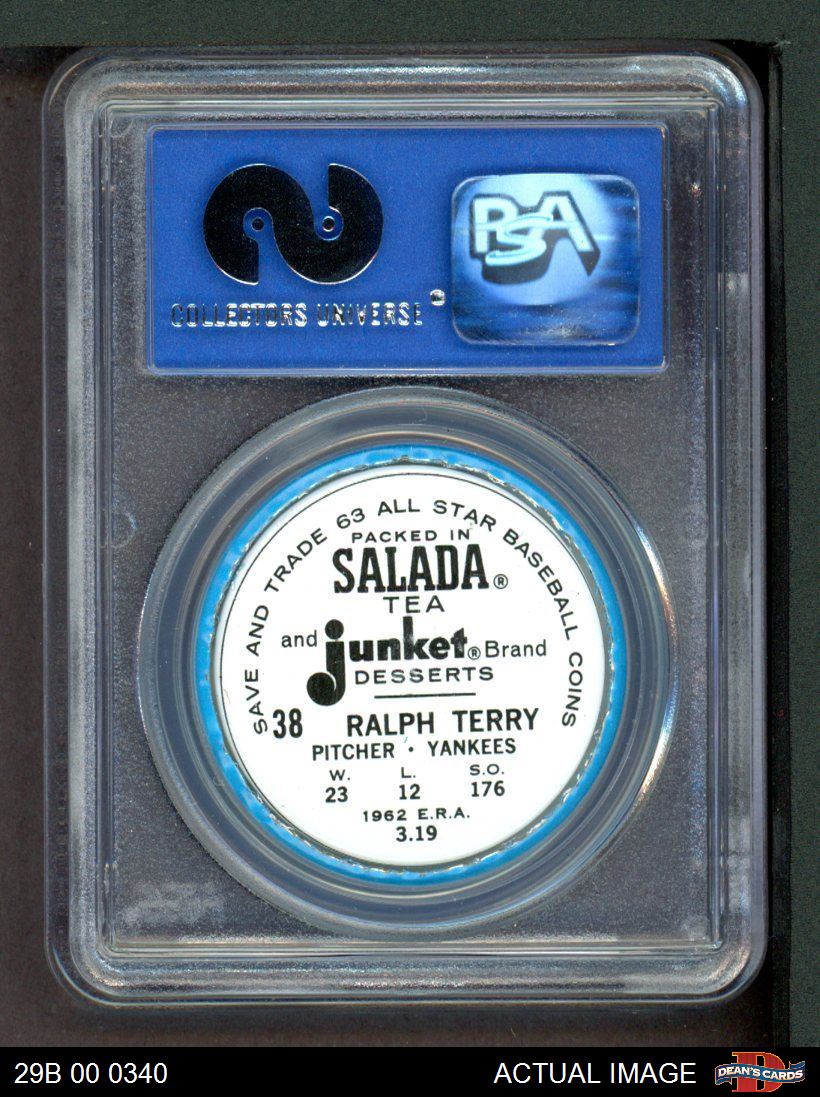 COLLECTORS UNIVERSE
PSA
SAVE AND TRADE 63 ALL STAR BASEBALL COINS
PACKED IN
SALADA®
TEA
and junket® Brand
DESSERTS
38 RALPH TERRY
PITCHER · YANKEES
W. L. S.O.
23 12 176
1962 E.R.A.
3.19
29B 00 0340 ACTUAL IMAGE DEAN'S CARDS